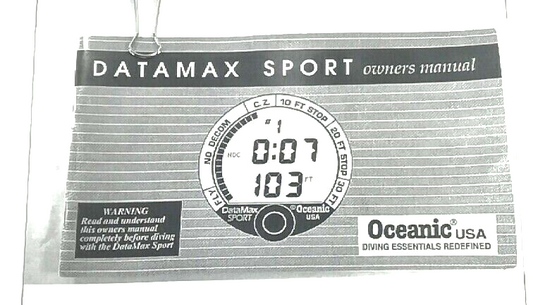 DATAMAX SPORT owners manual
C.Z. 10 FT STOP 20 FT STOP 30 FT
NO DECOM
FLY
#1
NDC 0:07
103 FT
DataMax SPORT
©Oceanic USA
WARNING
Read and understand
this owners manual
completely before diving
with the DataMax Sport
Oceanic® USA
DIVING ESSENTIALS REDEFINED